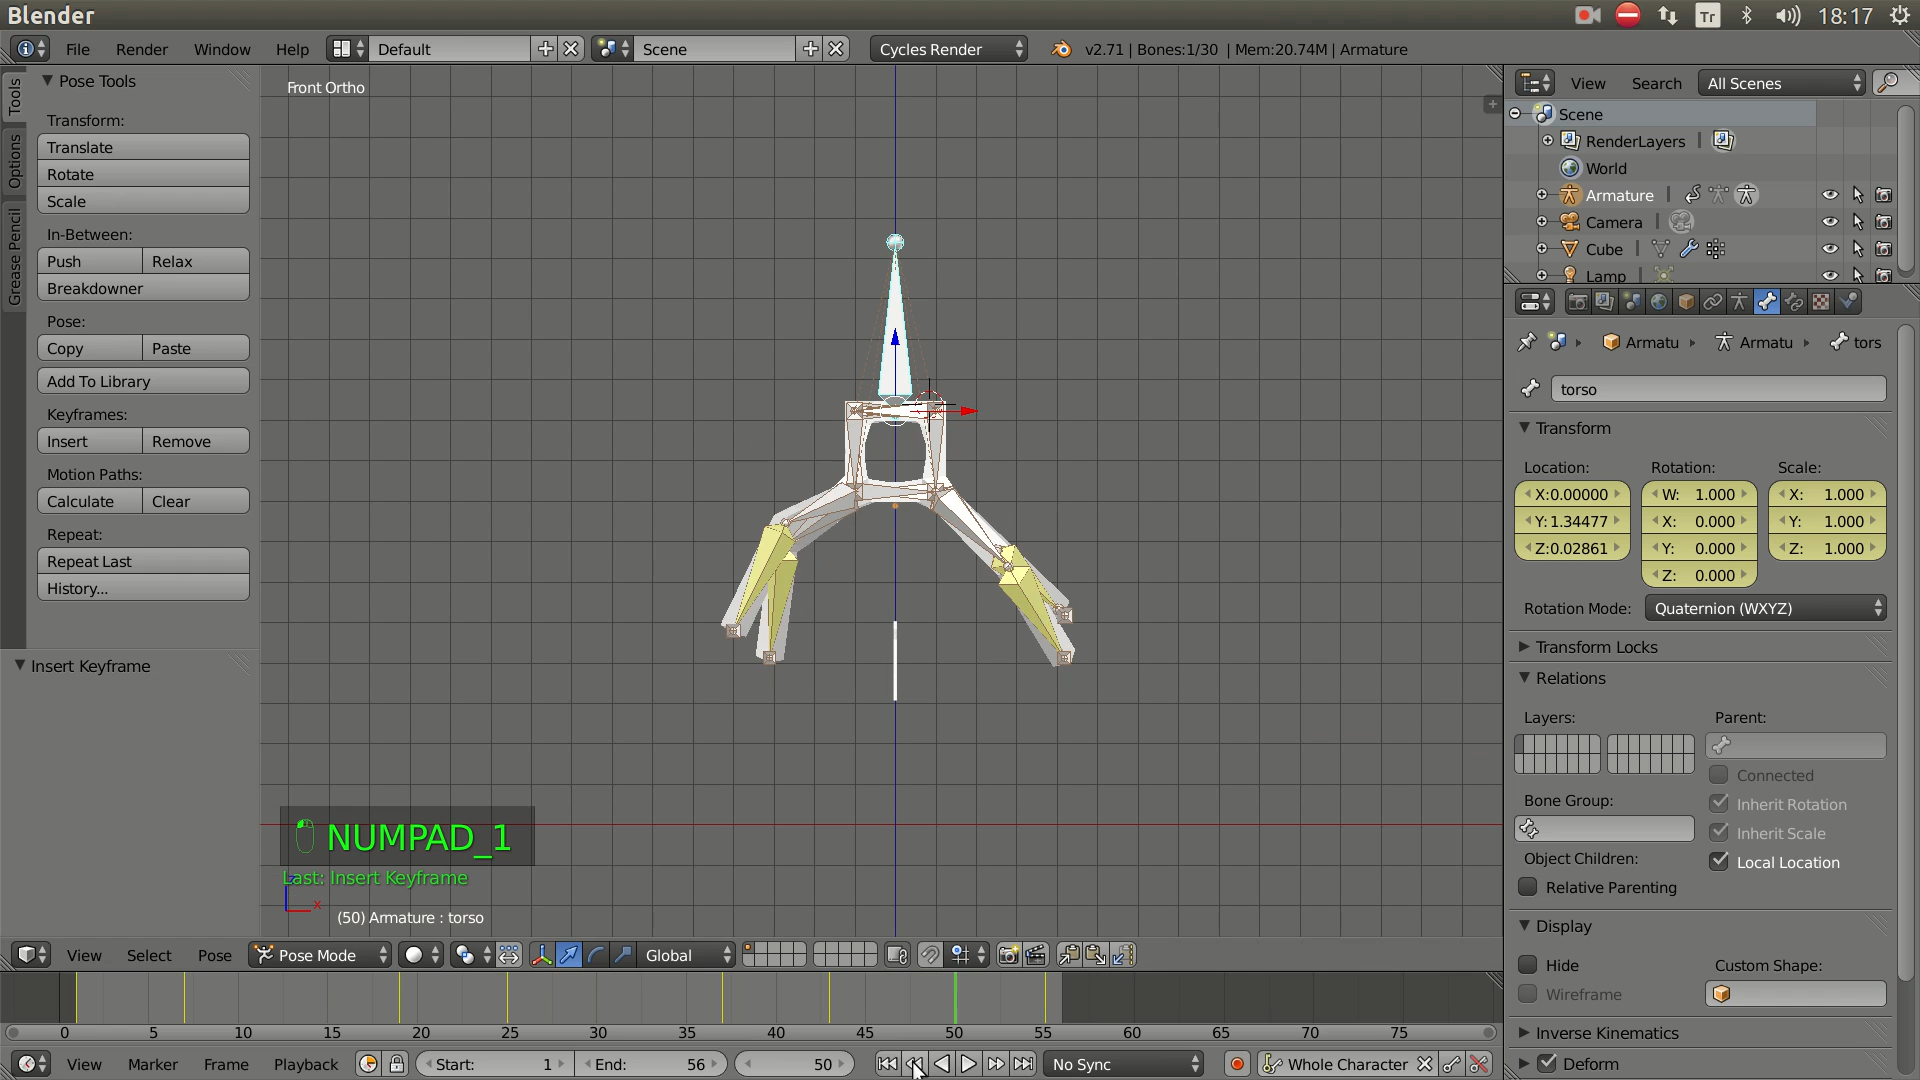 Blender
Tr
18:17
File
Render
Window
Help
Default
Scene
Cycles Render
v2.71 | Bones:1/30 | Mem:20.74M | Armature
Tools
Options
Grease Pencil
Pose Tools
Transform:
Translate
Rotate
Scale
In-Between:
Push
Relax
Breakdowner
Pose:
Copy
Paste
Add To Library
Keyframes:
Insert
Remove
Motion Paths:
Calculate
Clear
Repeat:
Repeat Last
History...
Insert Keyframe
Front Ortho
NUMPAD_1
Last: Insert Keyframe
x
(50) Armature : torso
View
Select
Pose
Pose Mode
Global
0
5
10
15
20
25
30
35
40
45
50
55
60
65
70
75
View
Marker
Frame
Playback
Start: 1
End: 56
50
No Sync
Whole Character
View
Search
All Scenes
Scene
RenderLayers
World
Armature
Camera
Cube
Lamp
Armatu
Armatu
tors
torso
Transform
Location:
Rotation:
Scale:
X:0.00000
W: 1.000
X: 1.000
Y: 1.34477
X: 0.000
Y: 1.000
Z:0.02861
Y: 0.000
Z: 1.000
Z: 0.000
Rotation Mode:
Quaternion (WXYZ)
Transform Locks
Relations
Layers:
Parent:
Connected
Inherit Rotation
Bone Group:
Inherit Scale
Object Children:
Local Location
Relative Parenting
Display
Hide
Custom Shape:
Wireframe
Inverse Kinematics
Deform